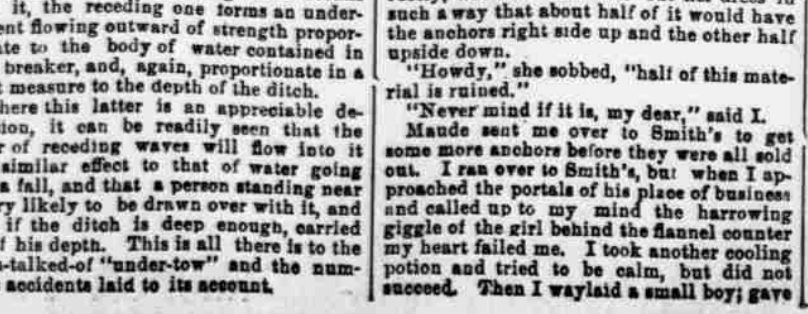 it, the receding one forms an under-
ent flowing outward of strength propor-
ate to the body of water contained in
breaker, and, again, proportionate in a
t measure to the depth of the ditch.
here this latter is an appreciable de-
ion, it can be readily seen that the
r of receding waves will flow into it
similar effect to that of water going
a fall, and that a person standing near
ry likely to be drawn over with it, and
if the ditch is deep enough, carried
f his depth. This is all there is to the
-talked-of "under-tow" and the num-
accidents laid to its account.
such a way that about half of it would have
the anchors right side up and the other half
upside down.
"Howdy," she sobbed, "half of this mate-
rial is ruined."
"Never mind if it is, my dear," said I.
Maude sent me over to Smith's to get
some more anchors before they were all sold
out. I ran over to Smith's, but when I ap-
proached the portals of his place of business
and called up to my mind the harrowing
giggle of the girl behind the flannel counter
my heart failed me. I took another cooling
potion and tried to be calm, but did not
succeed. Then I waylaid a small boy; gave